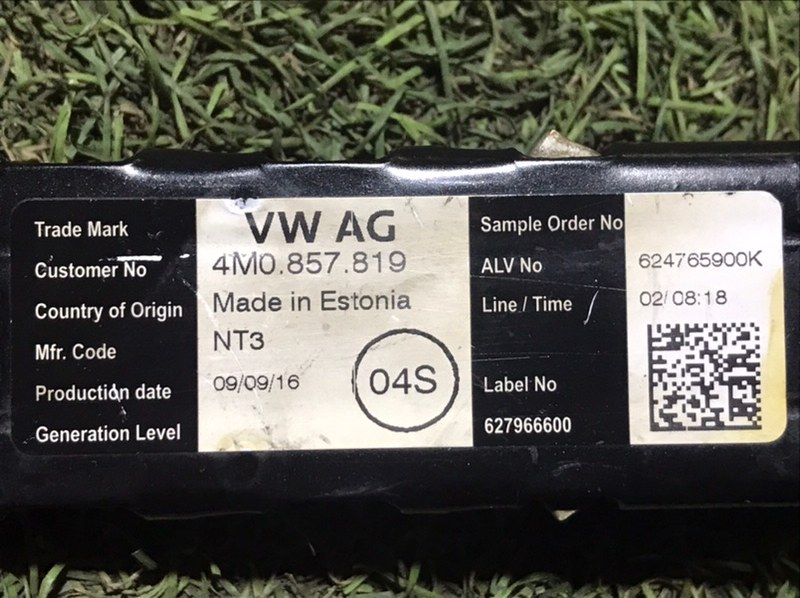 Trade Mark VW AG Sample Order No
Customer No 4M0.857.819 ALV No 624765900K
Country of Origin Made in Estonia Line / Time 02/08:18
Mfr. Code NT3
Production date 09/09/16 04S Label No
Generation Level 627966600